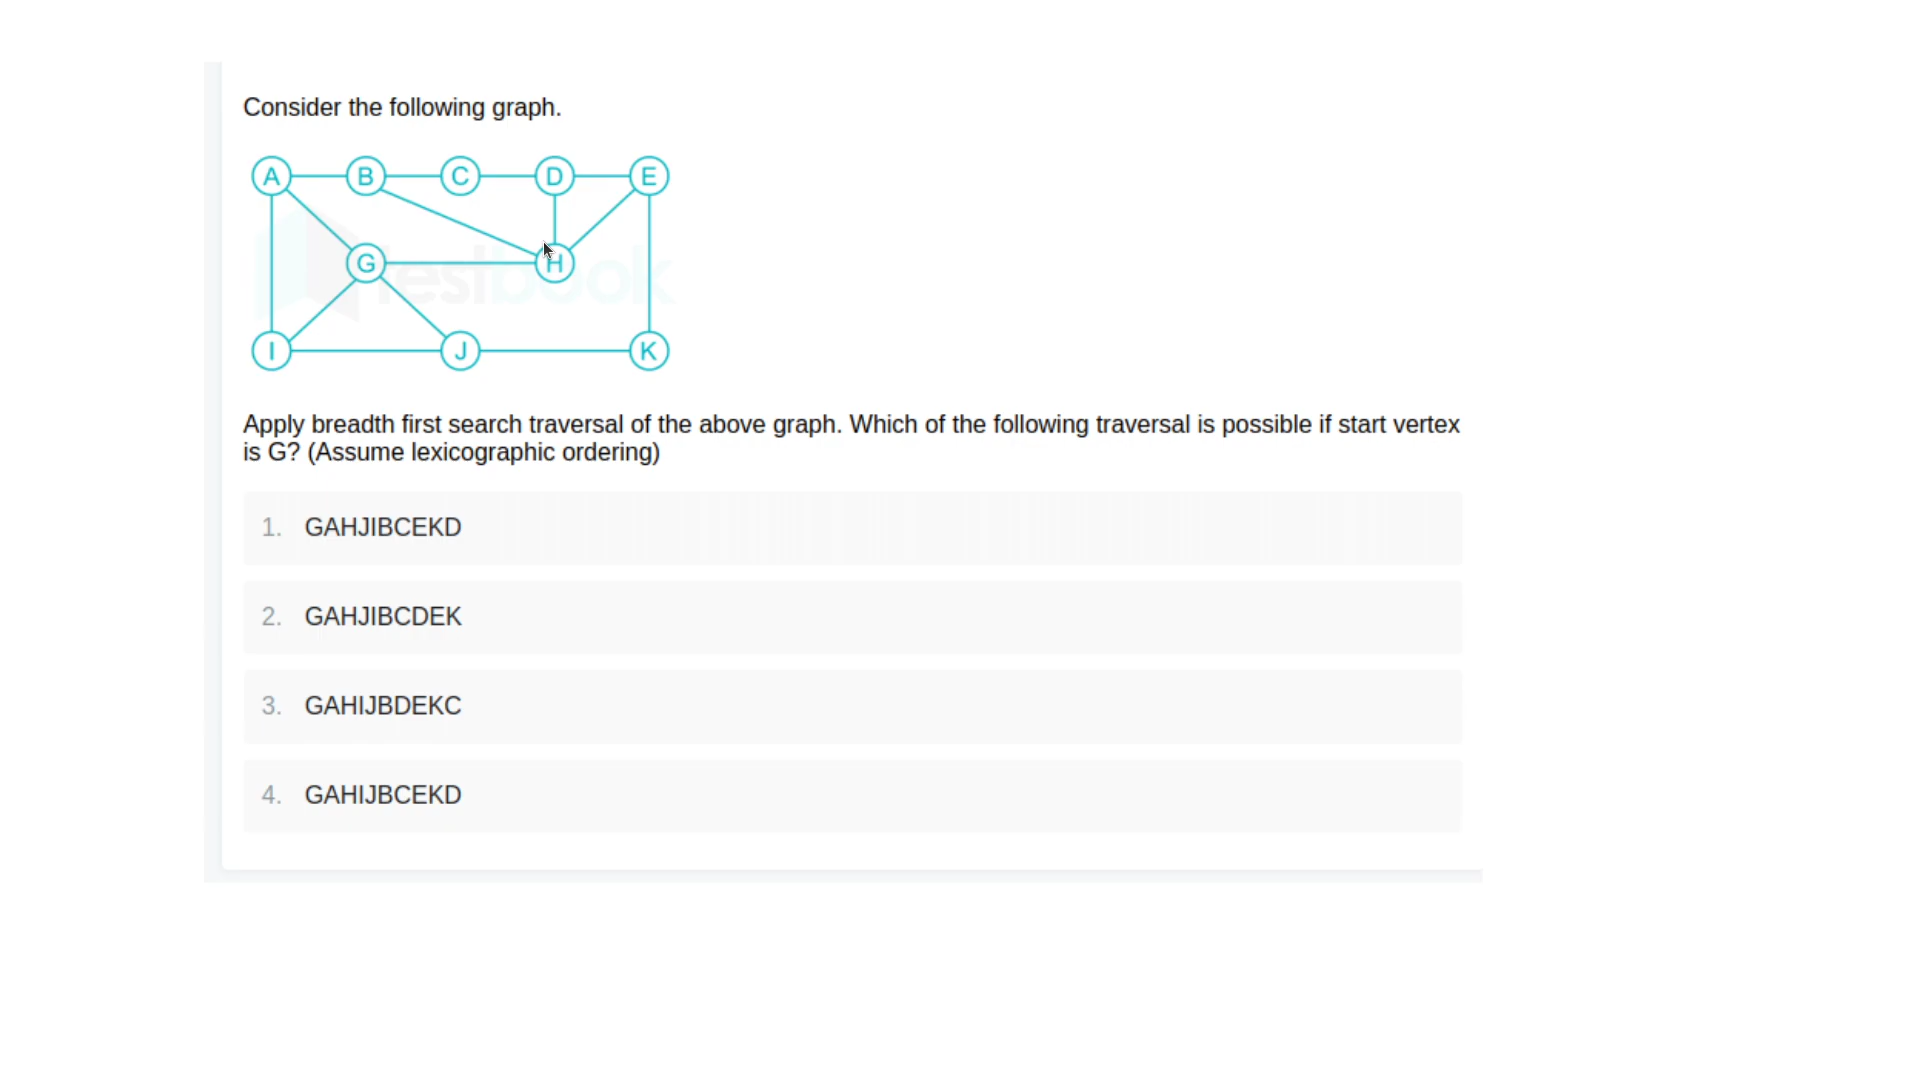 Consider the following graph.
A B C D E
G H
I J K
testbook
Apply breadth first search traversal of the above graph. Which of the following traversal is possible if start vertex
is G? (Assume lexicographic ordering)
1. GAHJIBCEKD
2. GAHJIBCDEK
3. GAHIJBDEKC
4. GAHIJBCEKD